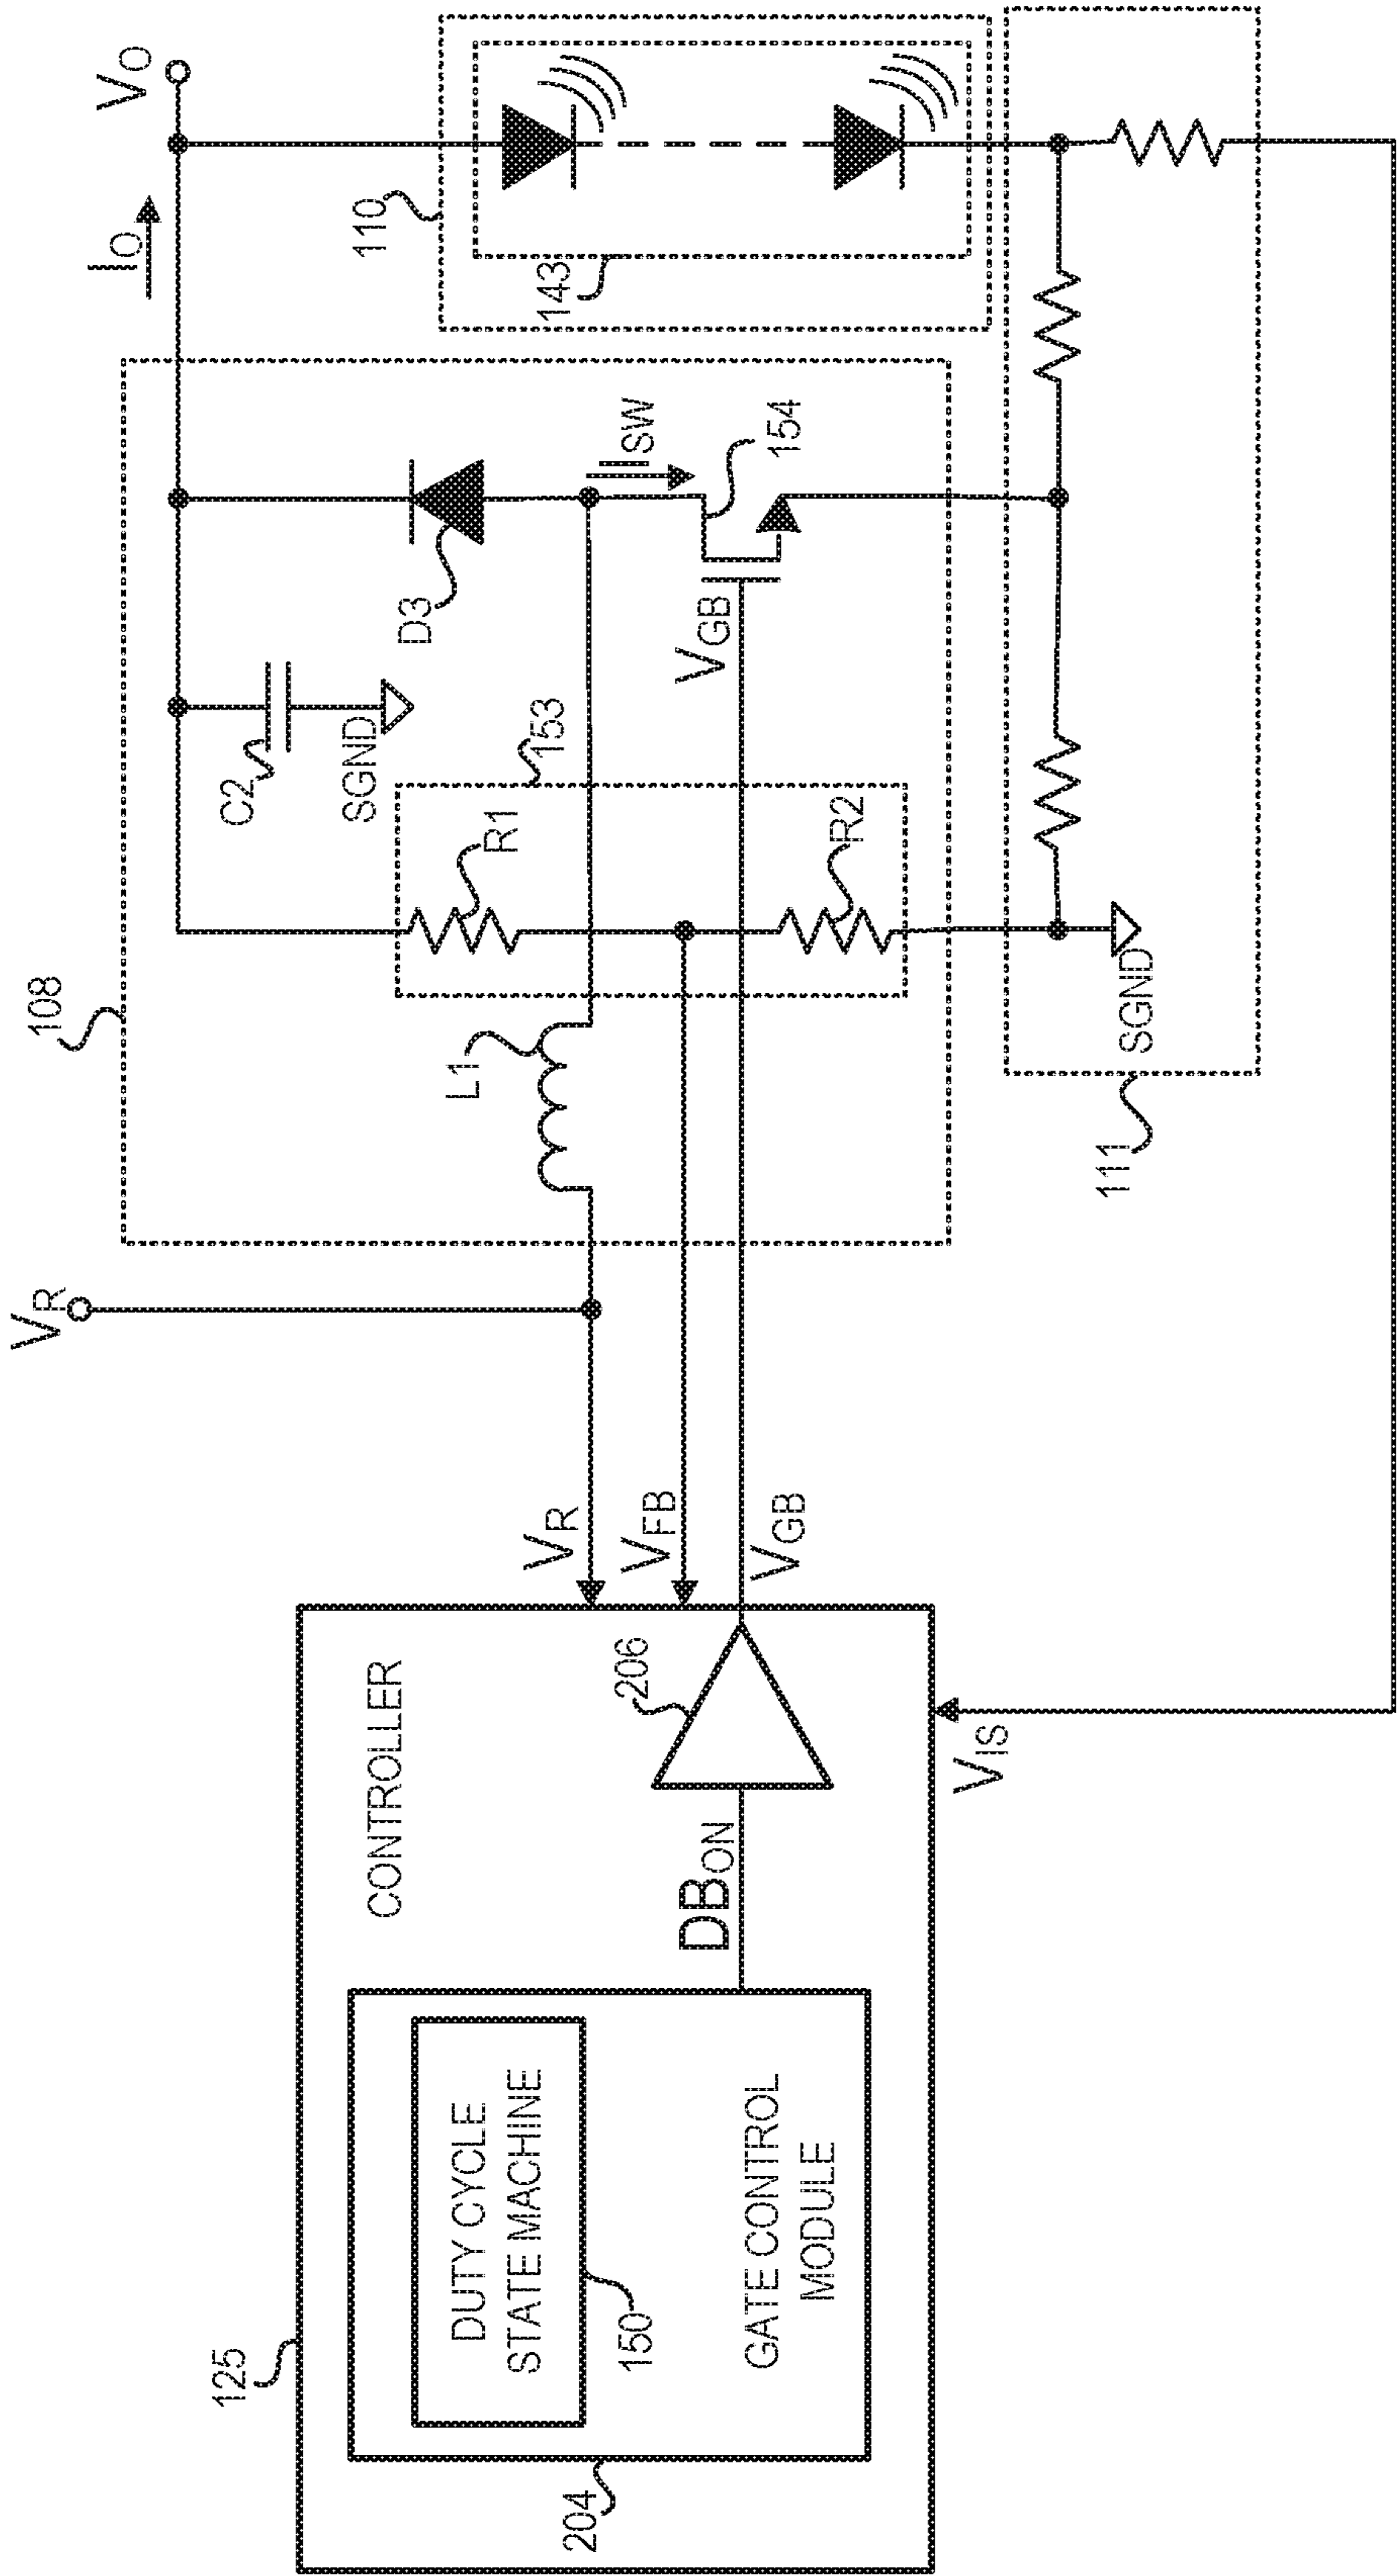 125
204
CONTROLLER
DUTY CYCLE
STATE MACHINE
150
GATE CONTROL
MODULE
DBON
206
VR
VFB
VGB
VIS
VR
108
L1
153
R1
R2
C2
SGND
D3
VGB
ISW
154
IO
VO
110
143
SGND
111